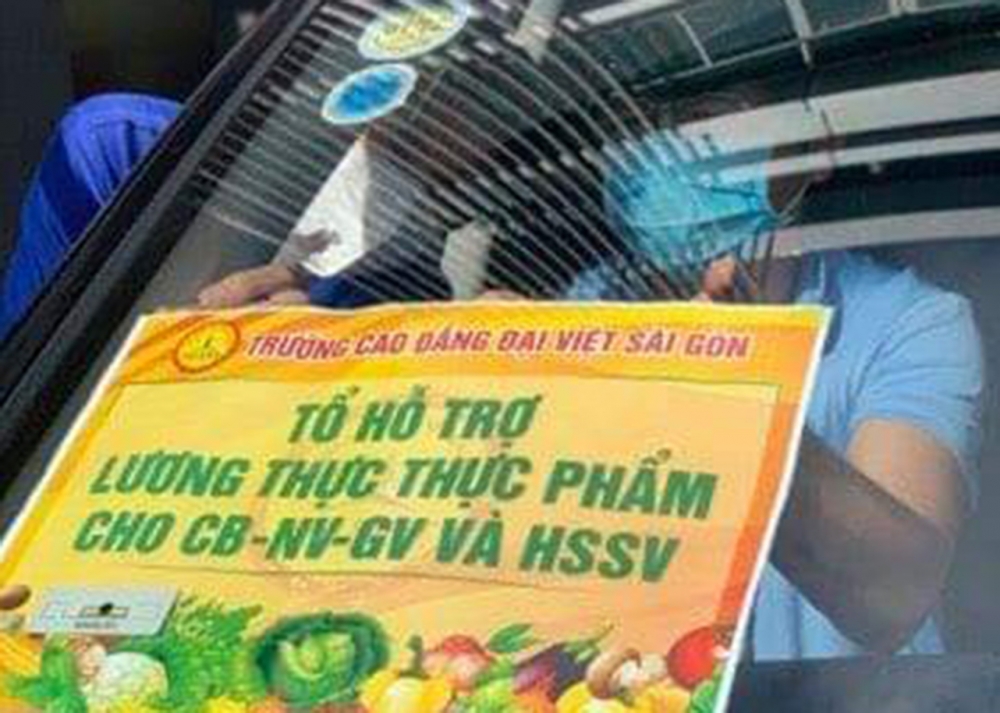 TRƯỜNG CAO ĐẲNG ĐẠI VIỆT SÀI GÒN
TỔ HỖ TRỢ
LƯƠNG THỰC THỰC PHẨM
CHO CB-NV-GV VÀ HSSV